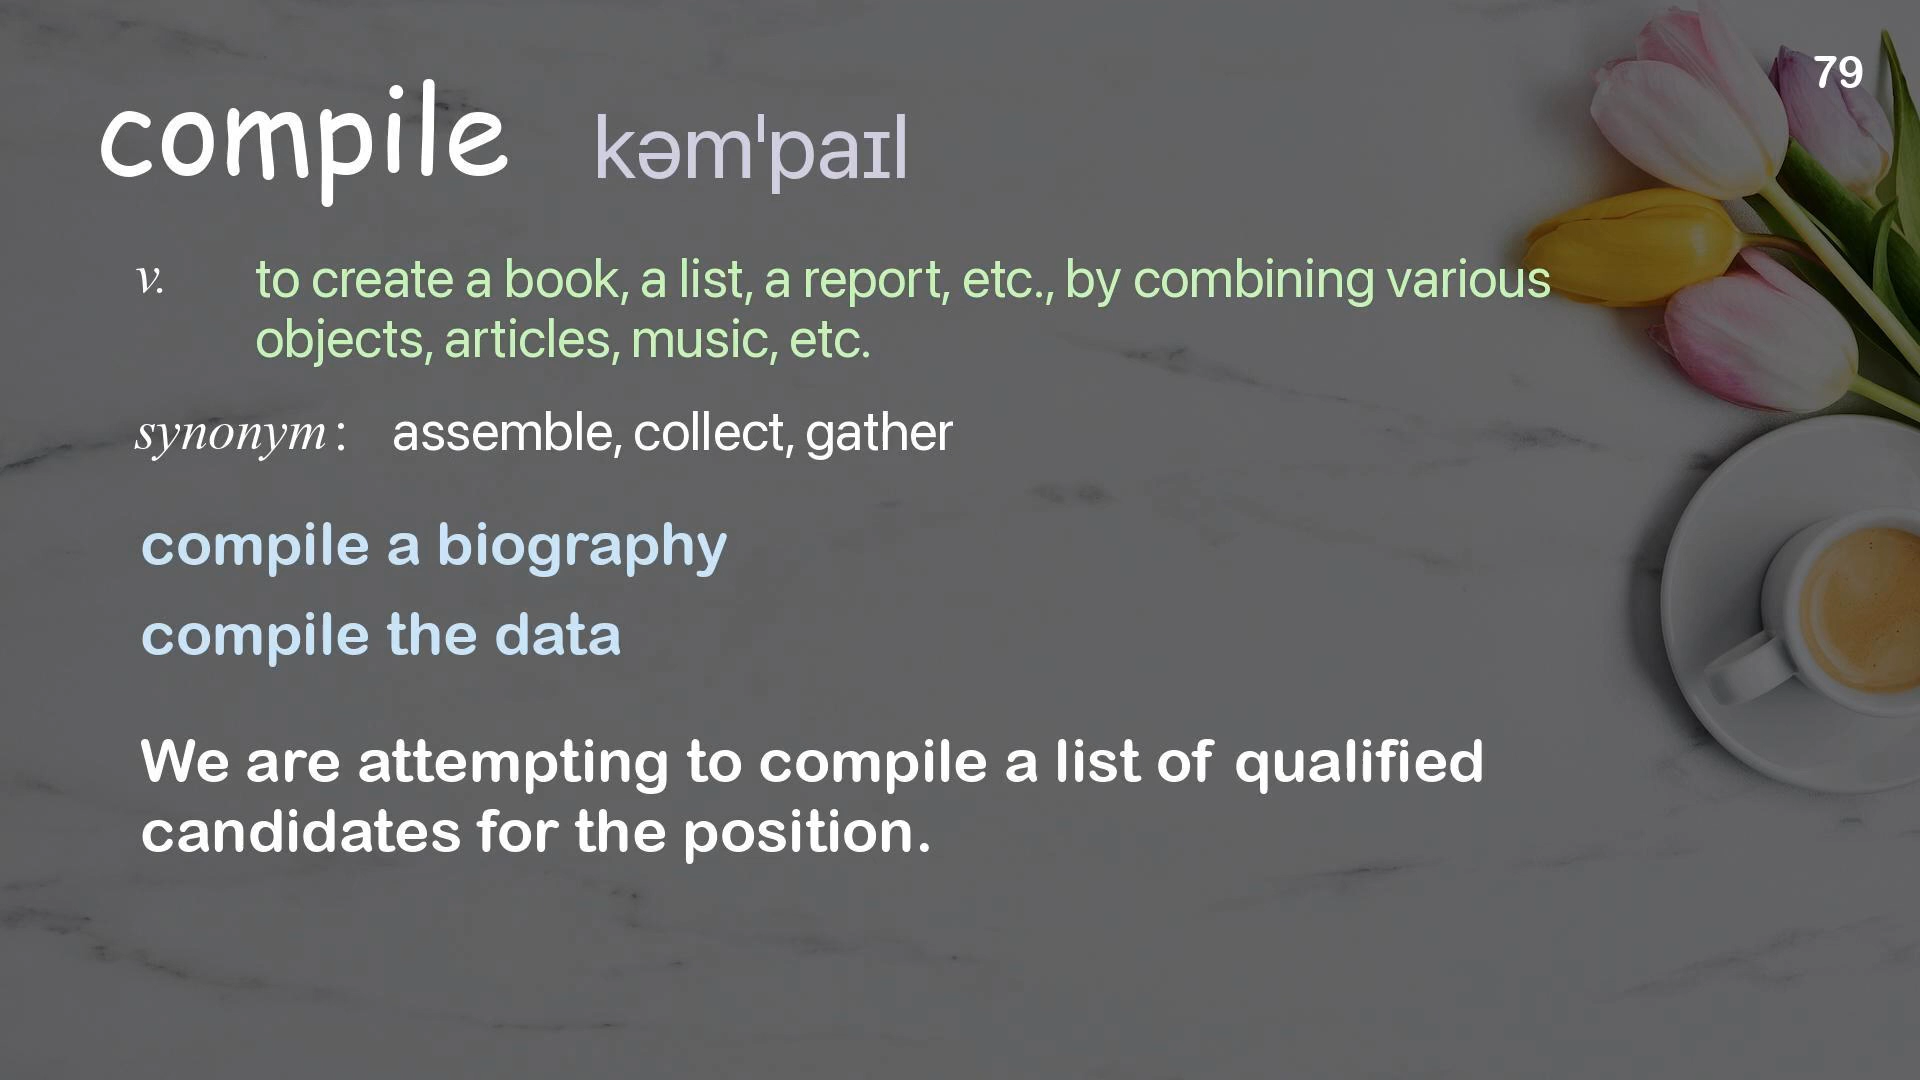 79
compile kəmˈpaɪl
v. to create a book, a list, a report, etc., by combining various
objects, articles, music, etc.
synonym : assemble, collect, gather
compile a biography
compile the data
We are attempting to compile a list of qualified
candidates for the position.